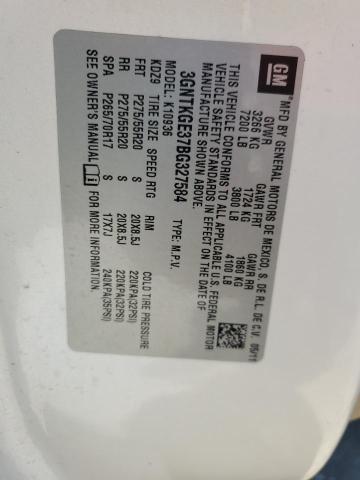 GM
MFD BY GENERAL MOTORS DE MEXICO, S. DE R.L. DE C.V. 05/11
GVWR GAWR FRT GAWR RR
3266 KG 1724 KG 1860 KG
7200 LB 3800 LB 4100 LB
THIS VEHICLE CONFORMS TO ALL APPLICABLE U.S. FEDERAL MOTOR
VEHICLE SAFETY STANDARDS IN EFFECT ON THE DATE OF
MANUFACTURE SHOWN ABOVE.
3GNTKGE37BG327584 TYPE: M.P.V.
MODEL: K10936
KDZ9 TIRE SIZE SPEED RTG RIM COLD TIRE PRESSURE
FRT P275/55R20 S 20X8.5J 220KPA(32PSI)
RR P275/55R20 S 20X8.5J 220KPA(32PSI)
SPA P265/70R17 S 17X7J 240KPA(35PSI)
SEE OWNER'S MANUAL FOR MORE INFORMATION.